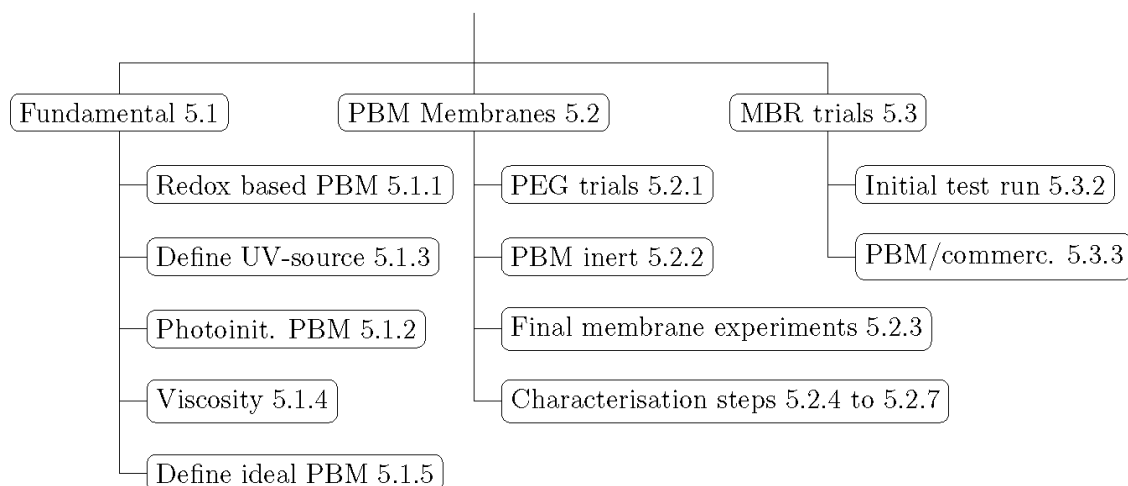 Fundamental 5.1
PBM Membranes 5.2
MBR trials 5.3
Redox based PBM 5.1.1
PEG trials 5.2.1
Initial test run 5.3.2
Define UV-source 5.1.3
PBM inert 5.2.2
PBM/commerc. 5.3.3
Photoinit. PBM 5.1.2
Final membrane experiments 5.2.3
Viscosity 5.1.4
Characterisation steps 5.2.4 to 5.2.7
Define ideal PBM 5.1.5